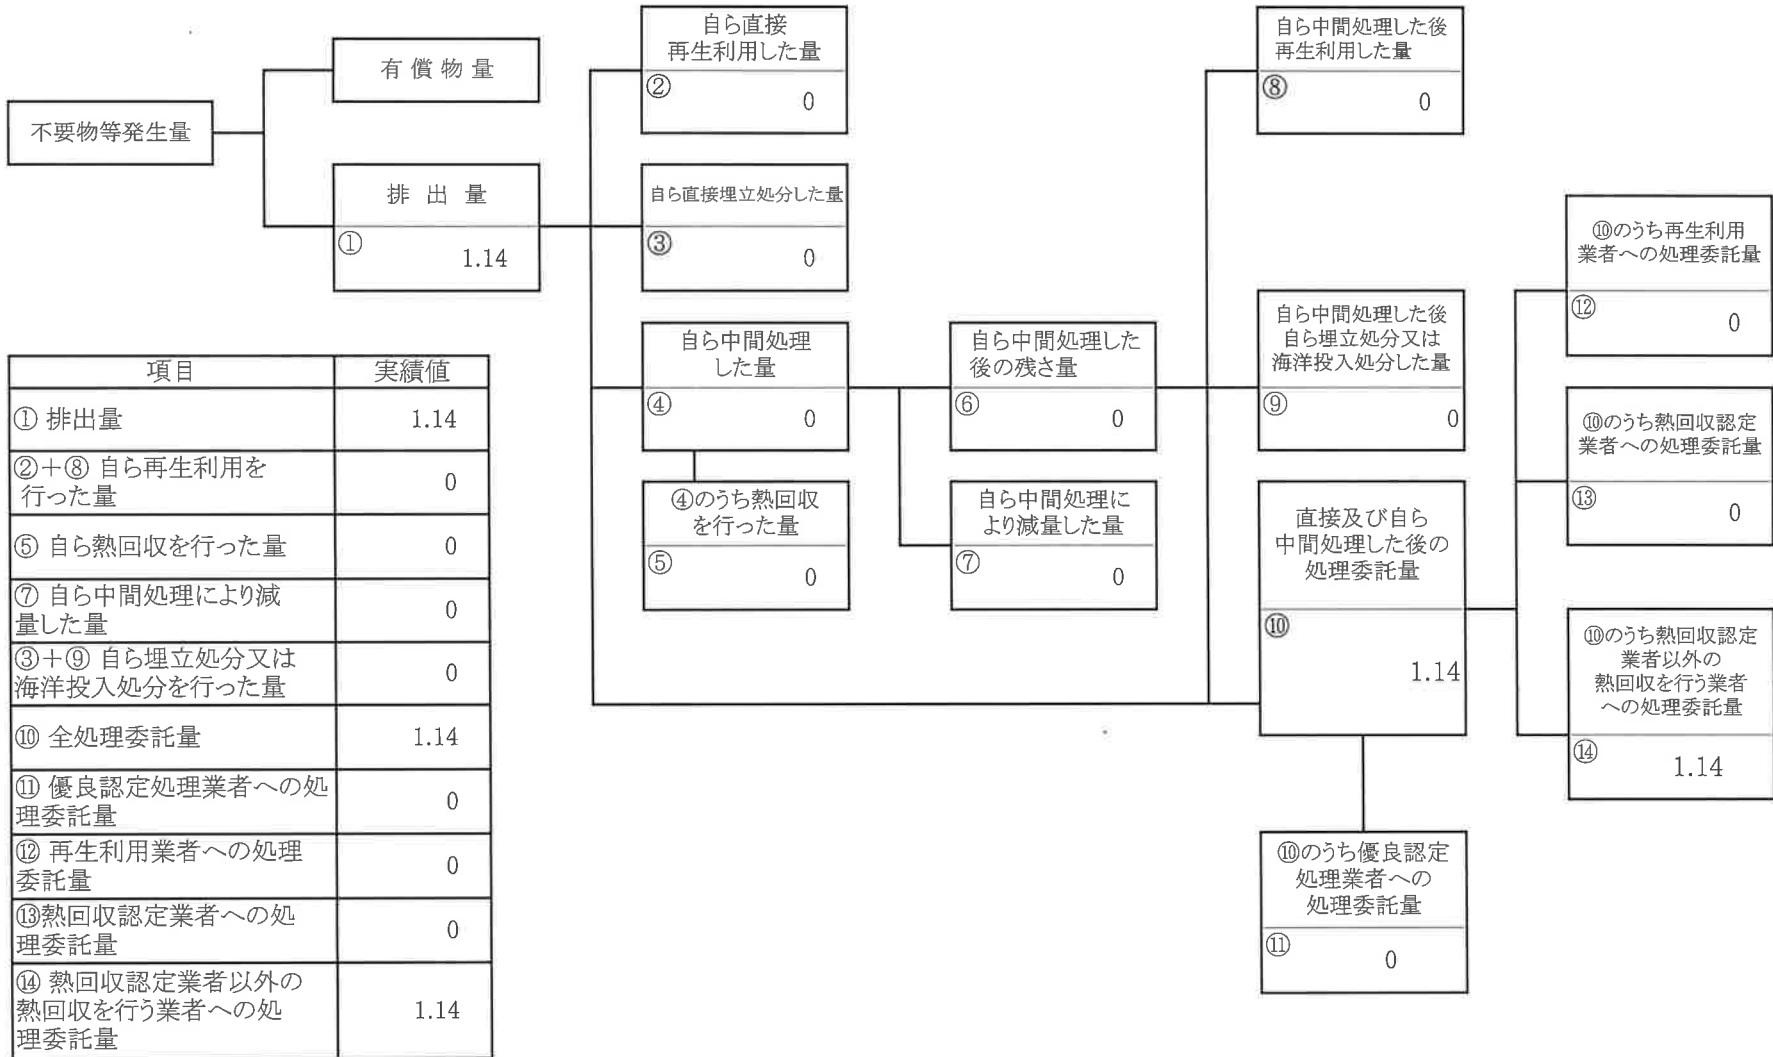 不要物等発生量
有償物量
排出量
①
1.14
自ら直接
再生利用した量
②
0
自ら直接埋立処分した量
③
0
自ら中間処理
した量
④
0
④のうち熱回収
を行った量
⑤
0
自ら中間処理した
後の残さ量
⑥
0
自ら中間処理に
より減量した量
⑦
0
自ら中間処理した後
再生利用した量
⑧
0
自ら中間処理した後
自ら埋立処分又は
海洋投入処分した量
⑨
0
直接及び自ら
中間処理した後の
処理委託量
⑩
1.14
⑩のうち優良認定
処理業者への
処理委託量
⑪
0
⑩のうち再生利用
業者への処理委託量
⑫
0
⑩のうち熱回収認定
業者への処理委託量
⑬
0
⑩のうち熱回収認定
業者以外の
熱回収を行う業者
への処理委託量
⑭
1.14
項目 実績値
① 排出量 1.14
②+⑧ 自ら再生利用を
行った量 0
⑤ 自ら熱回収を行った量 0
⑦ 自ら中間処理により減
量した量 0
③+⑨ 自ら埋立処分又は
海洋投入処分を行った量 0
⑩ 全処理委託量 1.14
⑪ 優良認定処理業者への処
理委託量 0
⑫ 再生利用業者への処理
委託量 0
⑬熱回収認定業者への処
理委託量 0
⑭ 熱回収認定業者以外の
熱回収を行う業者への処
理委託量 1.14